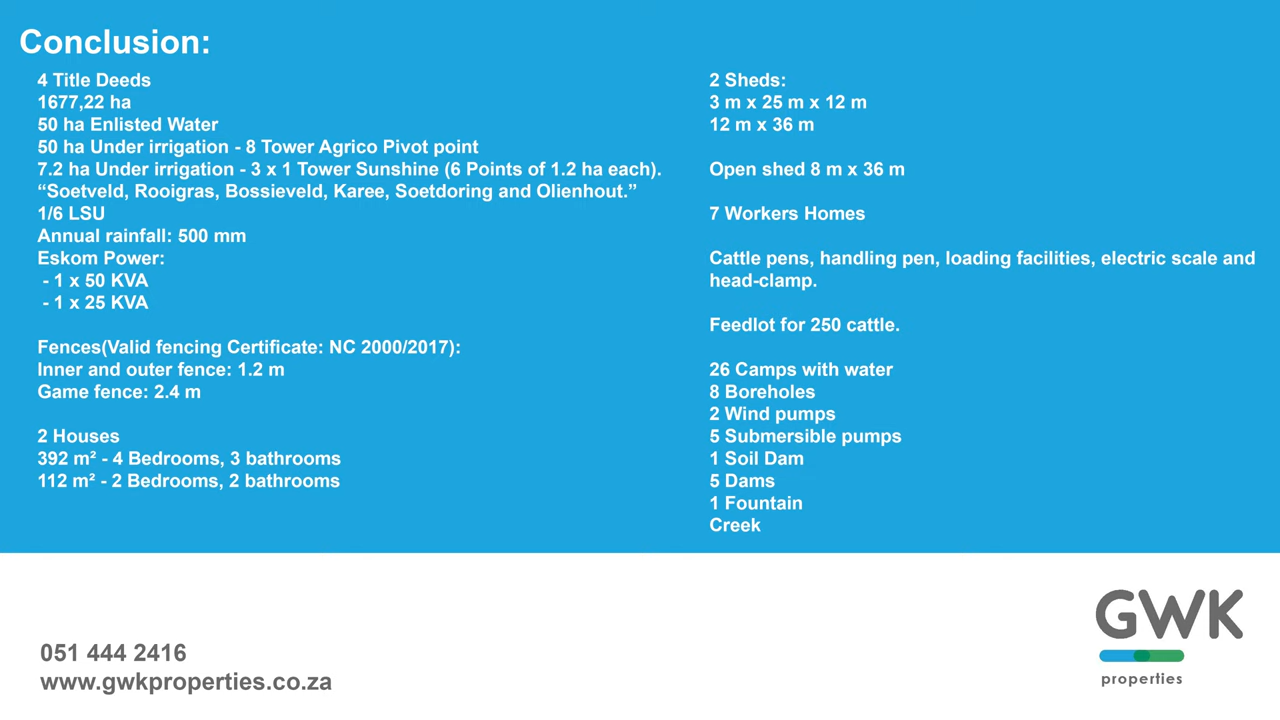 Conclusion:
4 Title Deeds
1677,22 ha
50 ha Enlisted Water
50 ha Under irrigation - 8 Tower Agrico Pivot point
7.2 ha Under irrigation - 3 x 1 Tower Sunshine (6 Points of 1.2 ha each).
“Soetveld, Rooigras, Bossieveld, Karee, Soetdoring and Olienhout.”
1/6 LSU
Annual rainfall: 500 mm
Eskom Power:
- 1 x 50 KVA
- 1 x 25 KVA
Fences(Valid fencing Certificate: NC 2000/2017):
Inner and outer fence: 1.2 m
Game fence: 2.4 m
2 Houses
392 m² - 4 Bedrooms, 3 bathrooms
112 m² - 2 Bedrooms, 2 bathrooms
2 Sheds:
3 m x 25 m x 12 m
12 m x 36 m
Open shed 8 m x 36 m
7 Workers Homes
Cattle pens, handling pen, loading facilities, electric scale and
head-clamp.
Feedlot for 250 cattle.
26 Camps with water
8 Boreholes
2 Wind pumps
5 Submersible pumps
1 Soil Dam
5 Dams
1 Fountain
Creek
051 444 2416
www.gwkproperties.co.za
GWK
properties